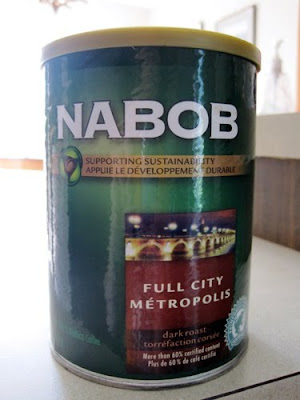 NABOB
SUPPORTING SUSTAINABILITY
APPUIE LE DÉVELOPPEMENT DURABLE
FULL CITY
MÉTROPOLIS
dark roast
torréfaction corsée
More than 60% certified content
Plus de 60 % de café certifié